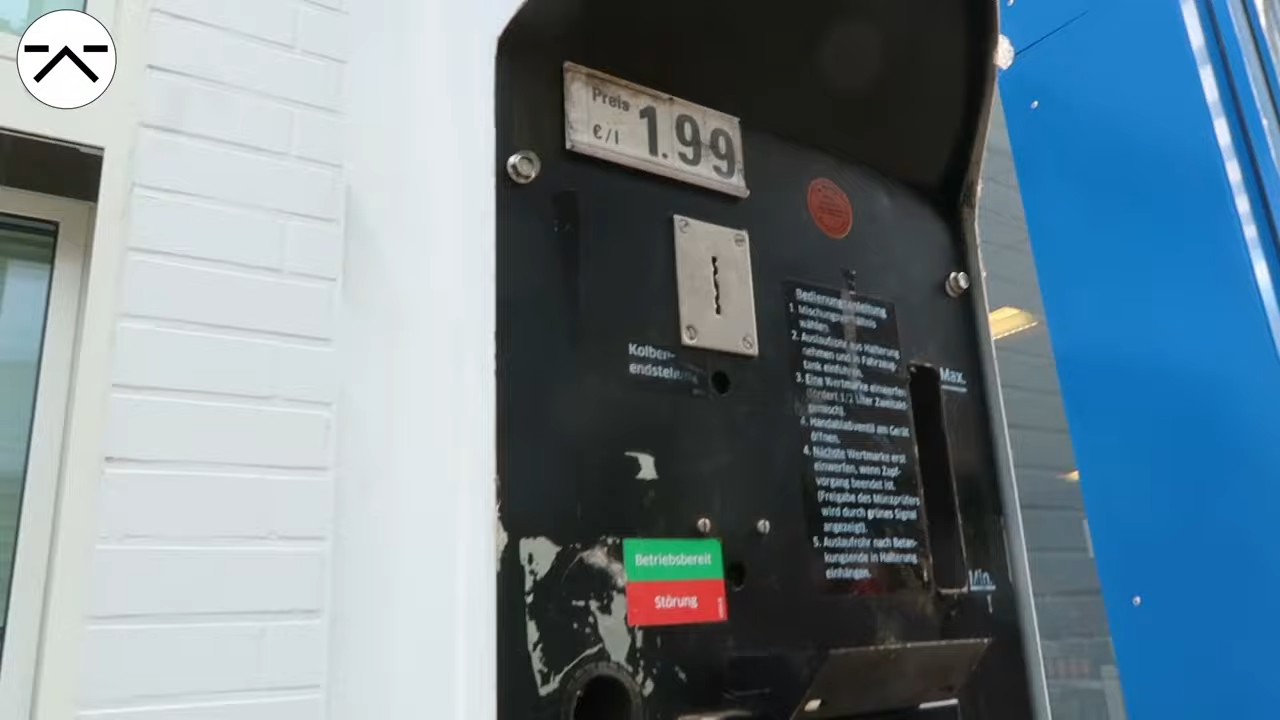 Preis
€/l 1.99
Kolben-
endstellung
Bedienungsanleitung
1. Mischungsverhältnis
wählen.
2. Auslaufrohr aus Halterung
nehmen und in Fahrzeug-
tank einführen.
3. Eine Wertmarke einwerfen
(fördert 1/2 Liter Zweitakt-
gemisch).
4. Handablaßventil am Gerät
öffnen.
4. Nächste Wertmarke erst
einwerfen, wenn Zapf-
vorgang beendet ist.
(Freigabe des Münzprüfers
wird durch grünes Signal
angezeigt).
5. Auslaufrohr nach Betan-
kungsende in Halterung
einhängen.
Max.
Min.
Betriebsbereit
Störung